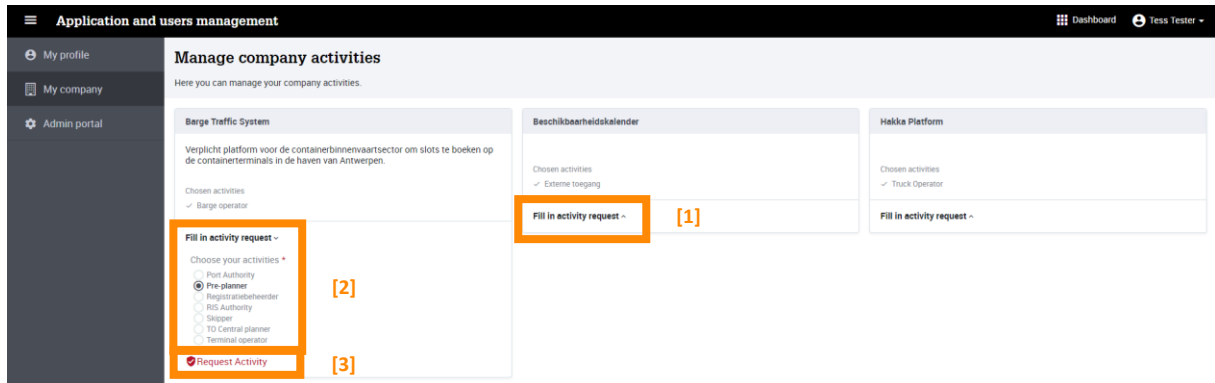 Application and users management
Dashboard
Tess Tester
My profile
My company
Admin portal
Manage company activities
Here you can manage your company activities.
Barge Traffic System
Verplicht platform voor de containerbinnenvaartsector om slots te boeken op
de containerterminals in de haven van Antwerpen.
Chosen activities
Barge operator
Fill in activity request
Choose your activities *
Port Authority
Pre-planner
Registratiebeheerder
RIS Authority
Skipper
TO Central planner
Terminal operator
[2]
Request Activity
[3]
Beschikbaarheidskalender
Chosen activities
Externe toegang
Fill in activity request
[1]
Hakka Platform
Chosen activities
Truck Operator
Fill in activity request